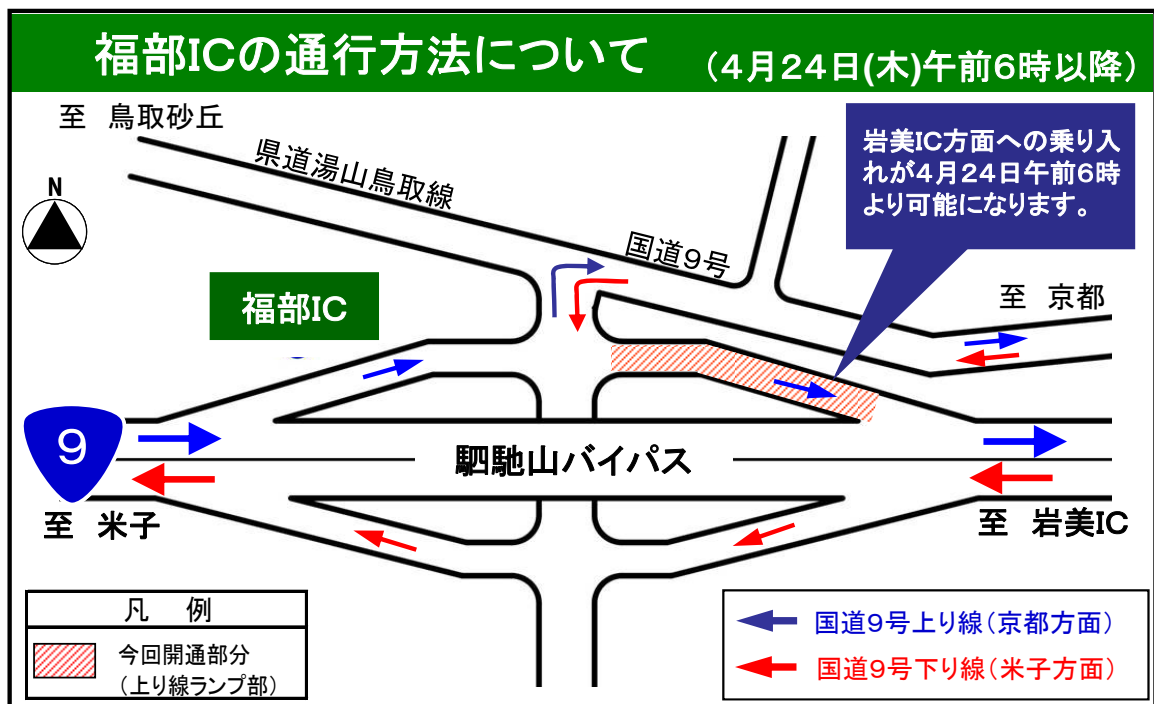 福部ICの通行方法について (4月24日(木)午前6時以降)
至 鳥取砂丘
県道湯山鳥取線
岩美IC方面への乗り入
れが4月24日午前6時
より可能になります。
N
国道9号
福部IC
至 京都
9
駟馳山バイパス
至 米子
至 岩美IC
凡 例
今回開通部分
(上り線ランプ部)
国道9号上り線(京都方面)
国道9号下り線(米子方面)